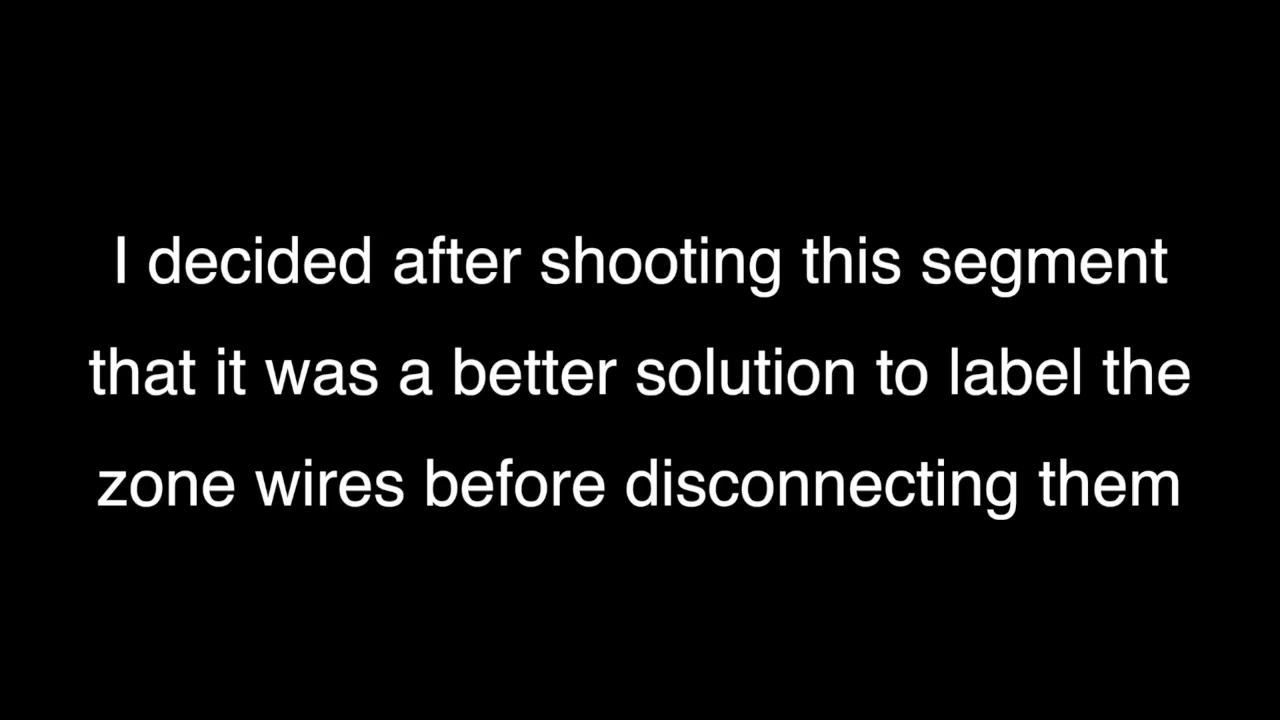 I decided after shooting this segment
that it was a better solution to label the
zone wires before disconnecting them